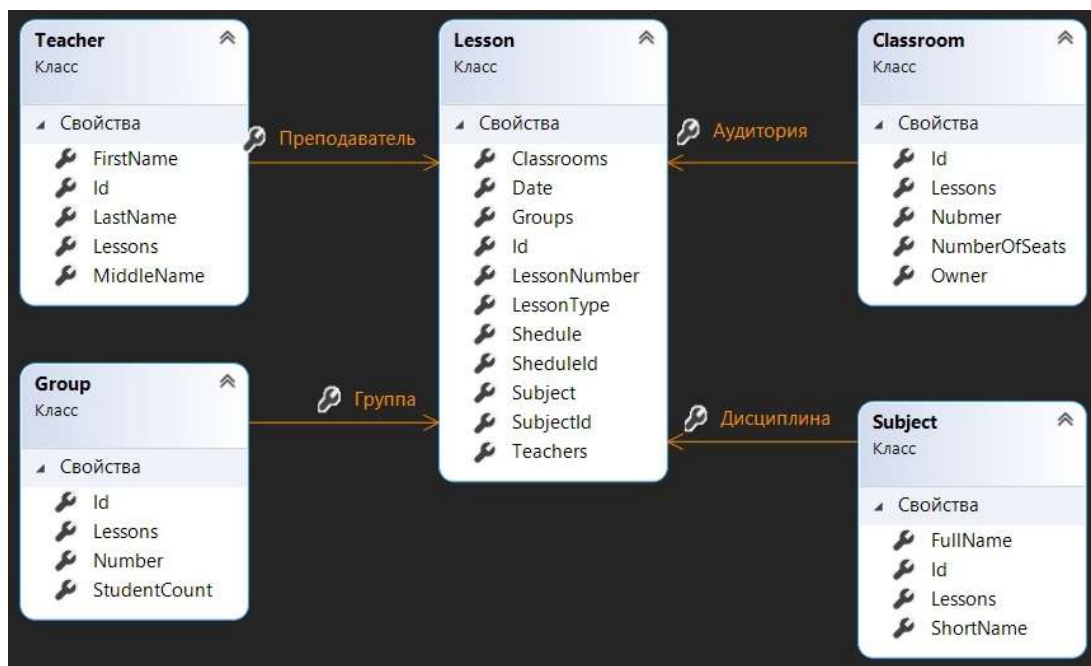 Teacher
Класс
Свойства
FirstName
Id
LastName
Lessons
MiddleName
Преподаватель
Lesson
Класс
Свойства
Classrooms
Date
Groups
Id
LessonNumber
LessonType
Shedule
SheduleId
Subject
SubjectId
Teachers
Аудитория
Classroom
Класс
Свойства
Id
Lessons
Nubmer
NumberOfSeats
Owner
Group
Класс
Свойства
Id
Lessons
Number
StudentCount
Группа
Дисциплина
Subject
Класс
Свойства
FullName
Id
Lessons
ShortName